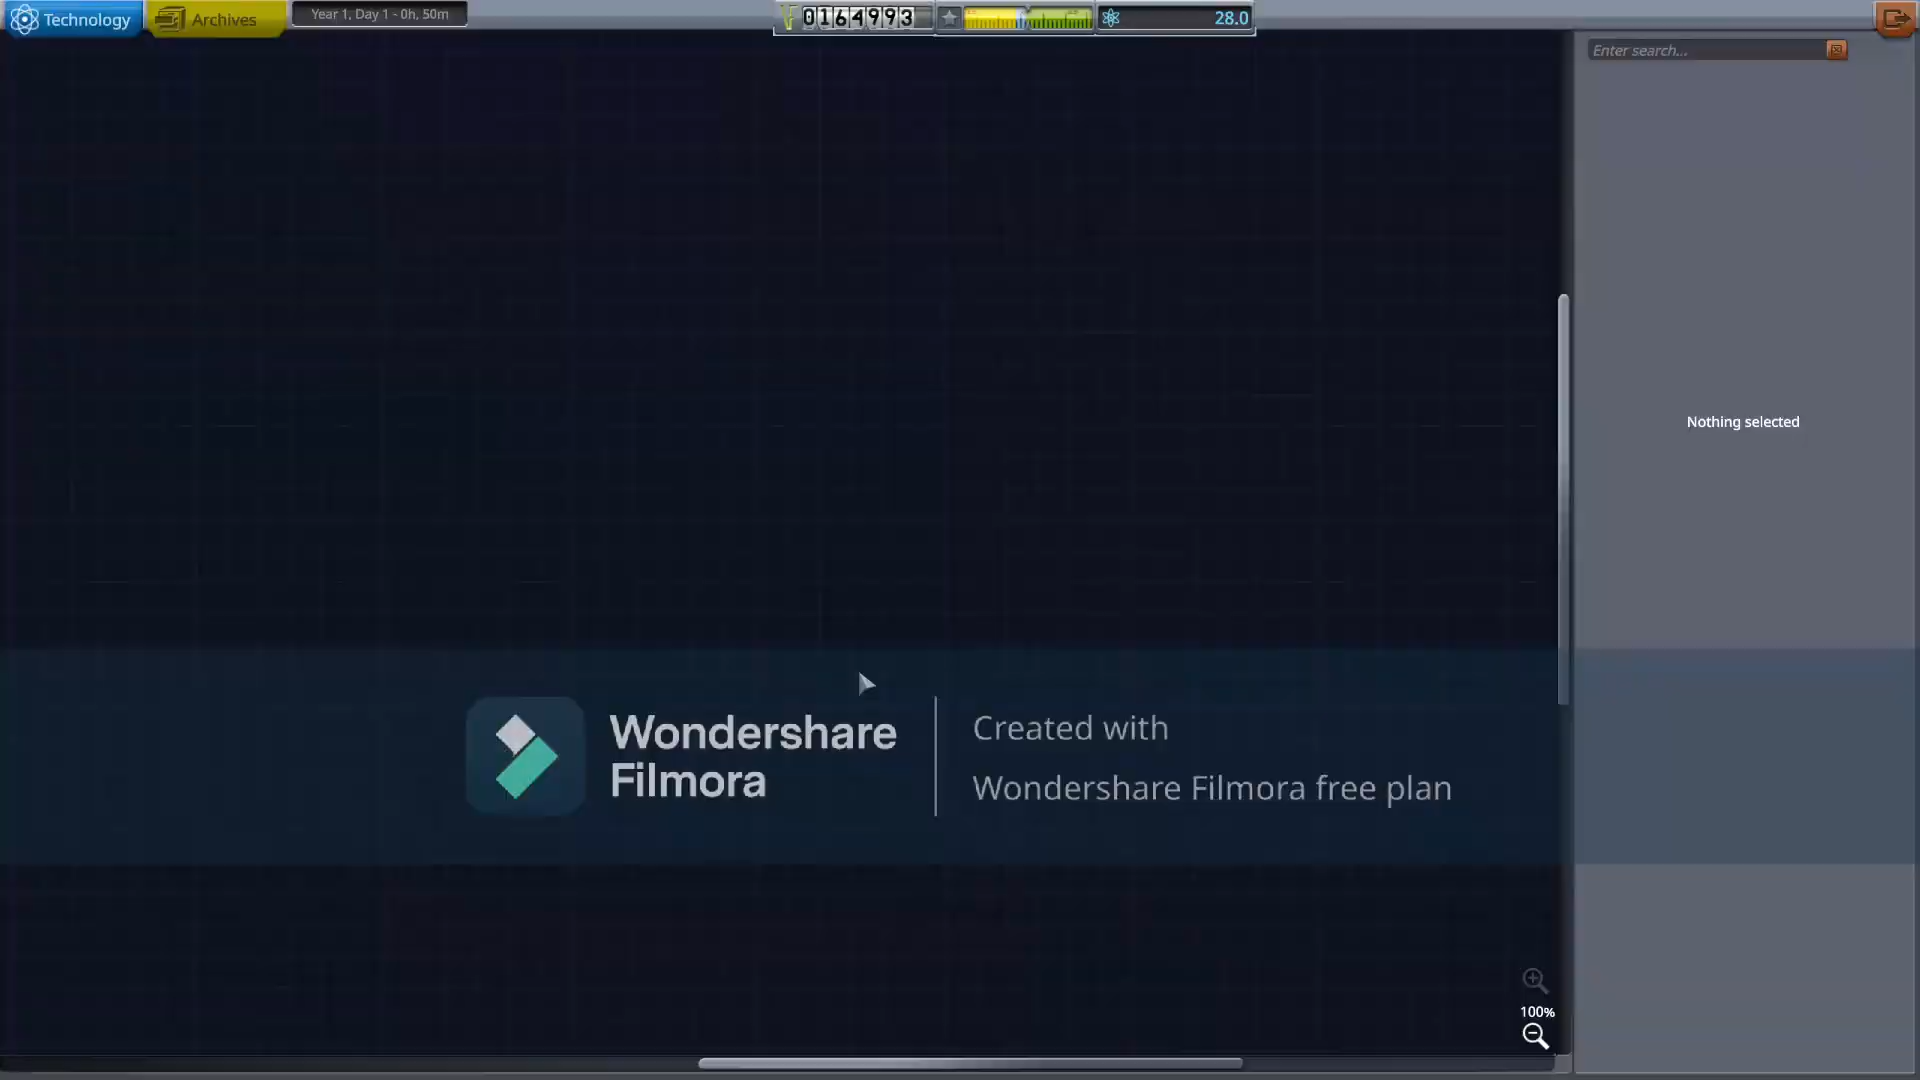 Technology
Archives
Year 1, Day 1 - 0h, 50m
0164993
28.0
Enter search...
Nothing selected
Wondershare
Filmora
Created with
Wondershare Filmora free plan
100%